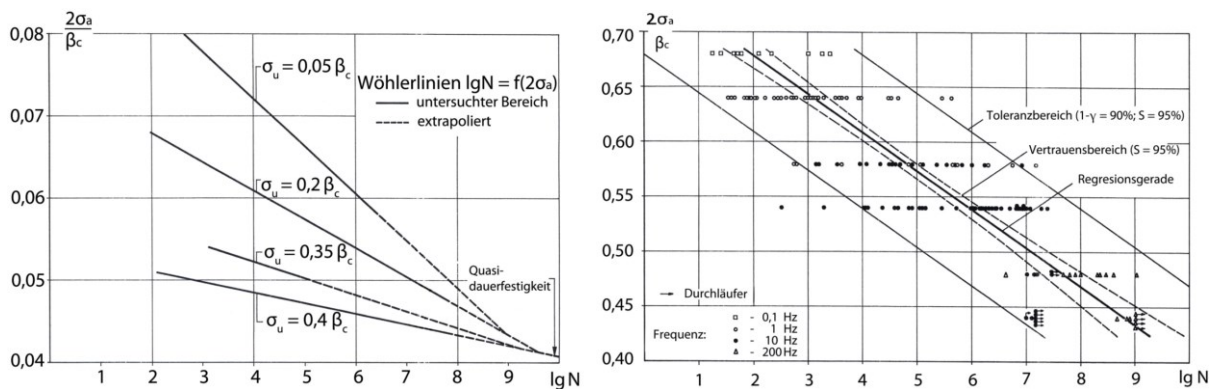 2σₐ
βc
0,08
0,07
0,06
0,05
0,04
σu = 0,05 βc
σu = 0,2 βc
σu = 0,35 βc
σu = 0,4 βc
Wöhlerlinien lgN = f(2σₐ)
untersuchter Bereich
extrapoliert
Quasi-
dauerfestigkeit
1 2 3 4 5 6 7 8 9 lg N
2σₐ
βc
0,70
0,65
0,60
0,55
0,50
0,45
0,40
Toleranzbereich (1-γ = 90%; S = 95%)
Vertrauensbereich (S = 95%)
Regresionsgerade
Durchläufer
Frequenz:
- 0,1 Hz
- 1 Hz
- 10 Hz
- 200 Hz
1 2 3 4 5 6 7 8 9 lg N